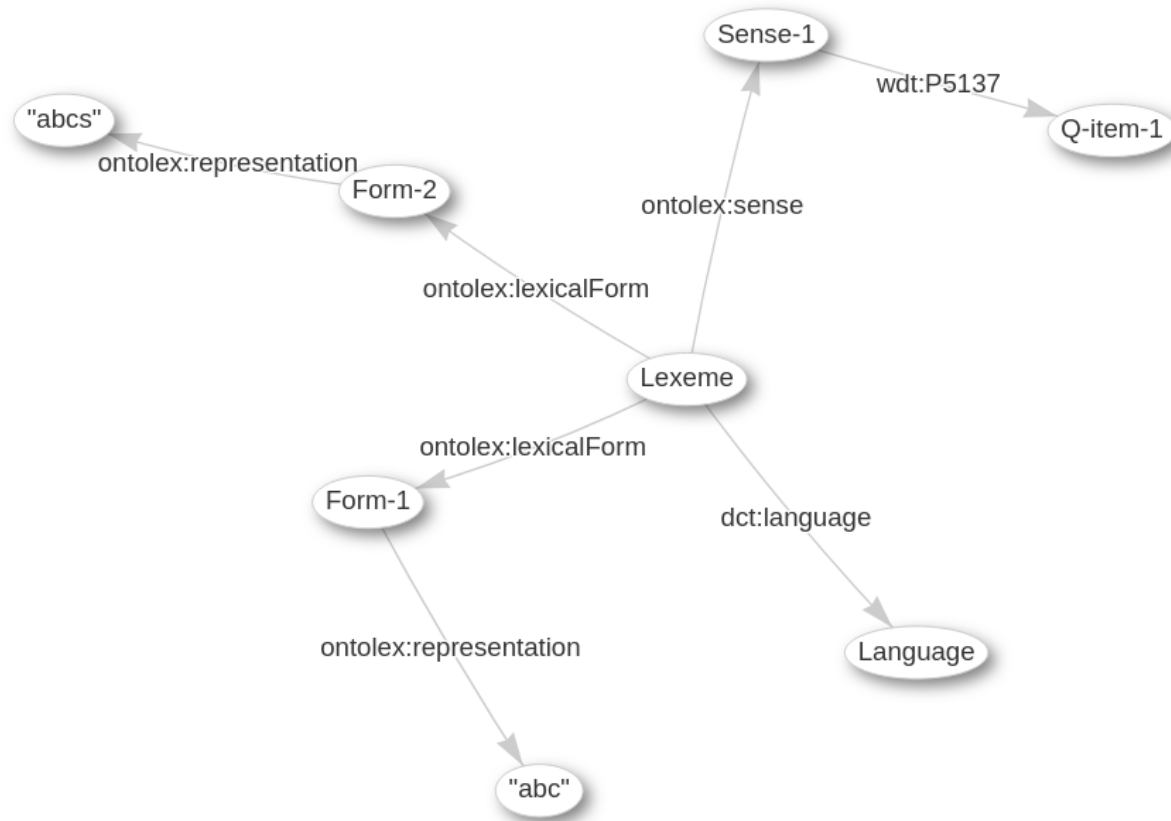 Sense-1
wdt:P5137
"abcs"
Q-item-1
ontolex:representation
Form-2
ontolex:sense
ontolex:lexicalForm
Lexeme
ontolex:lexicalForm
Form-1
dct:language
ontolex:representation
Language
"abc"